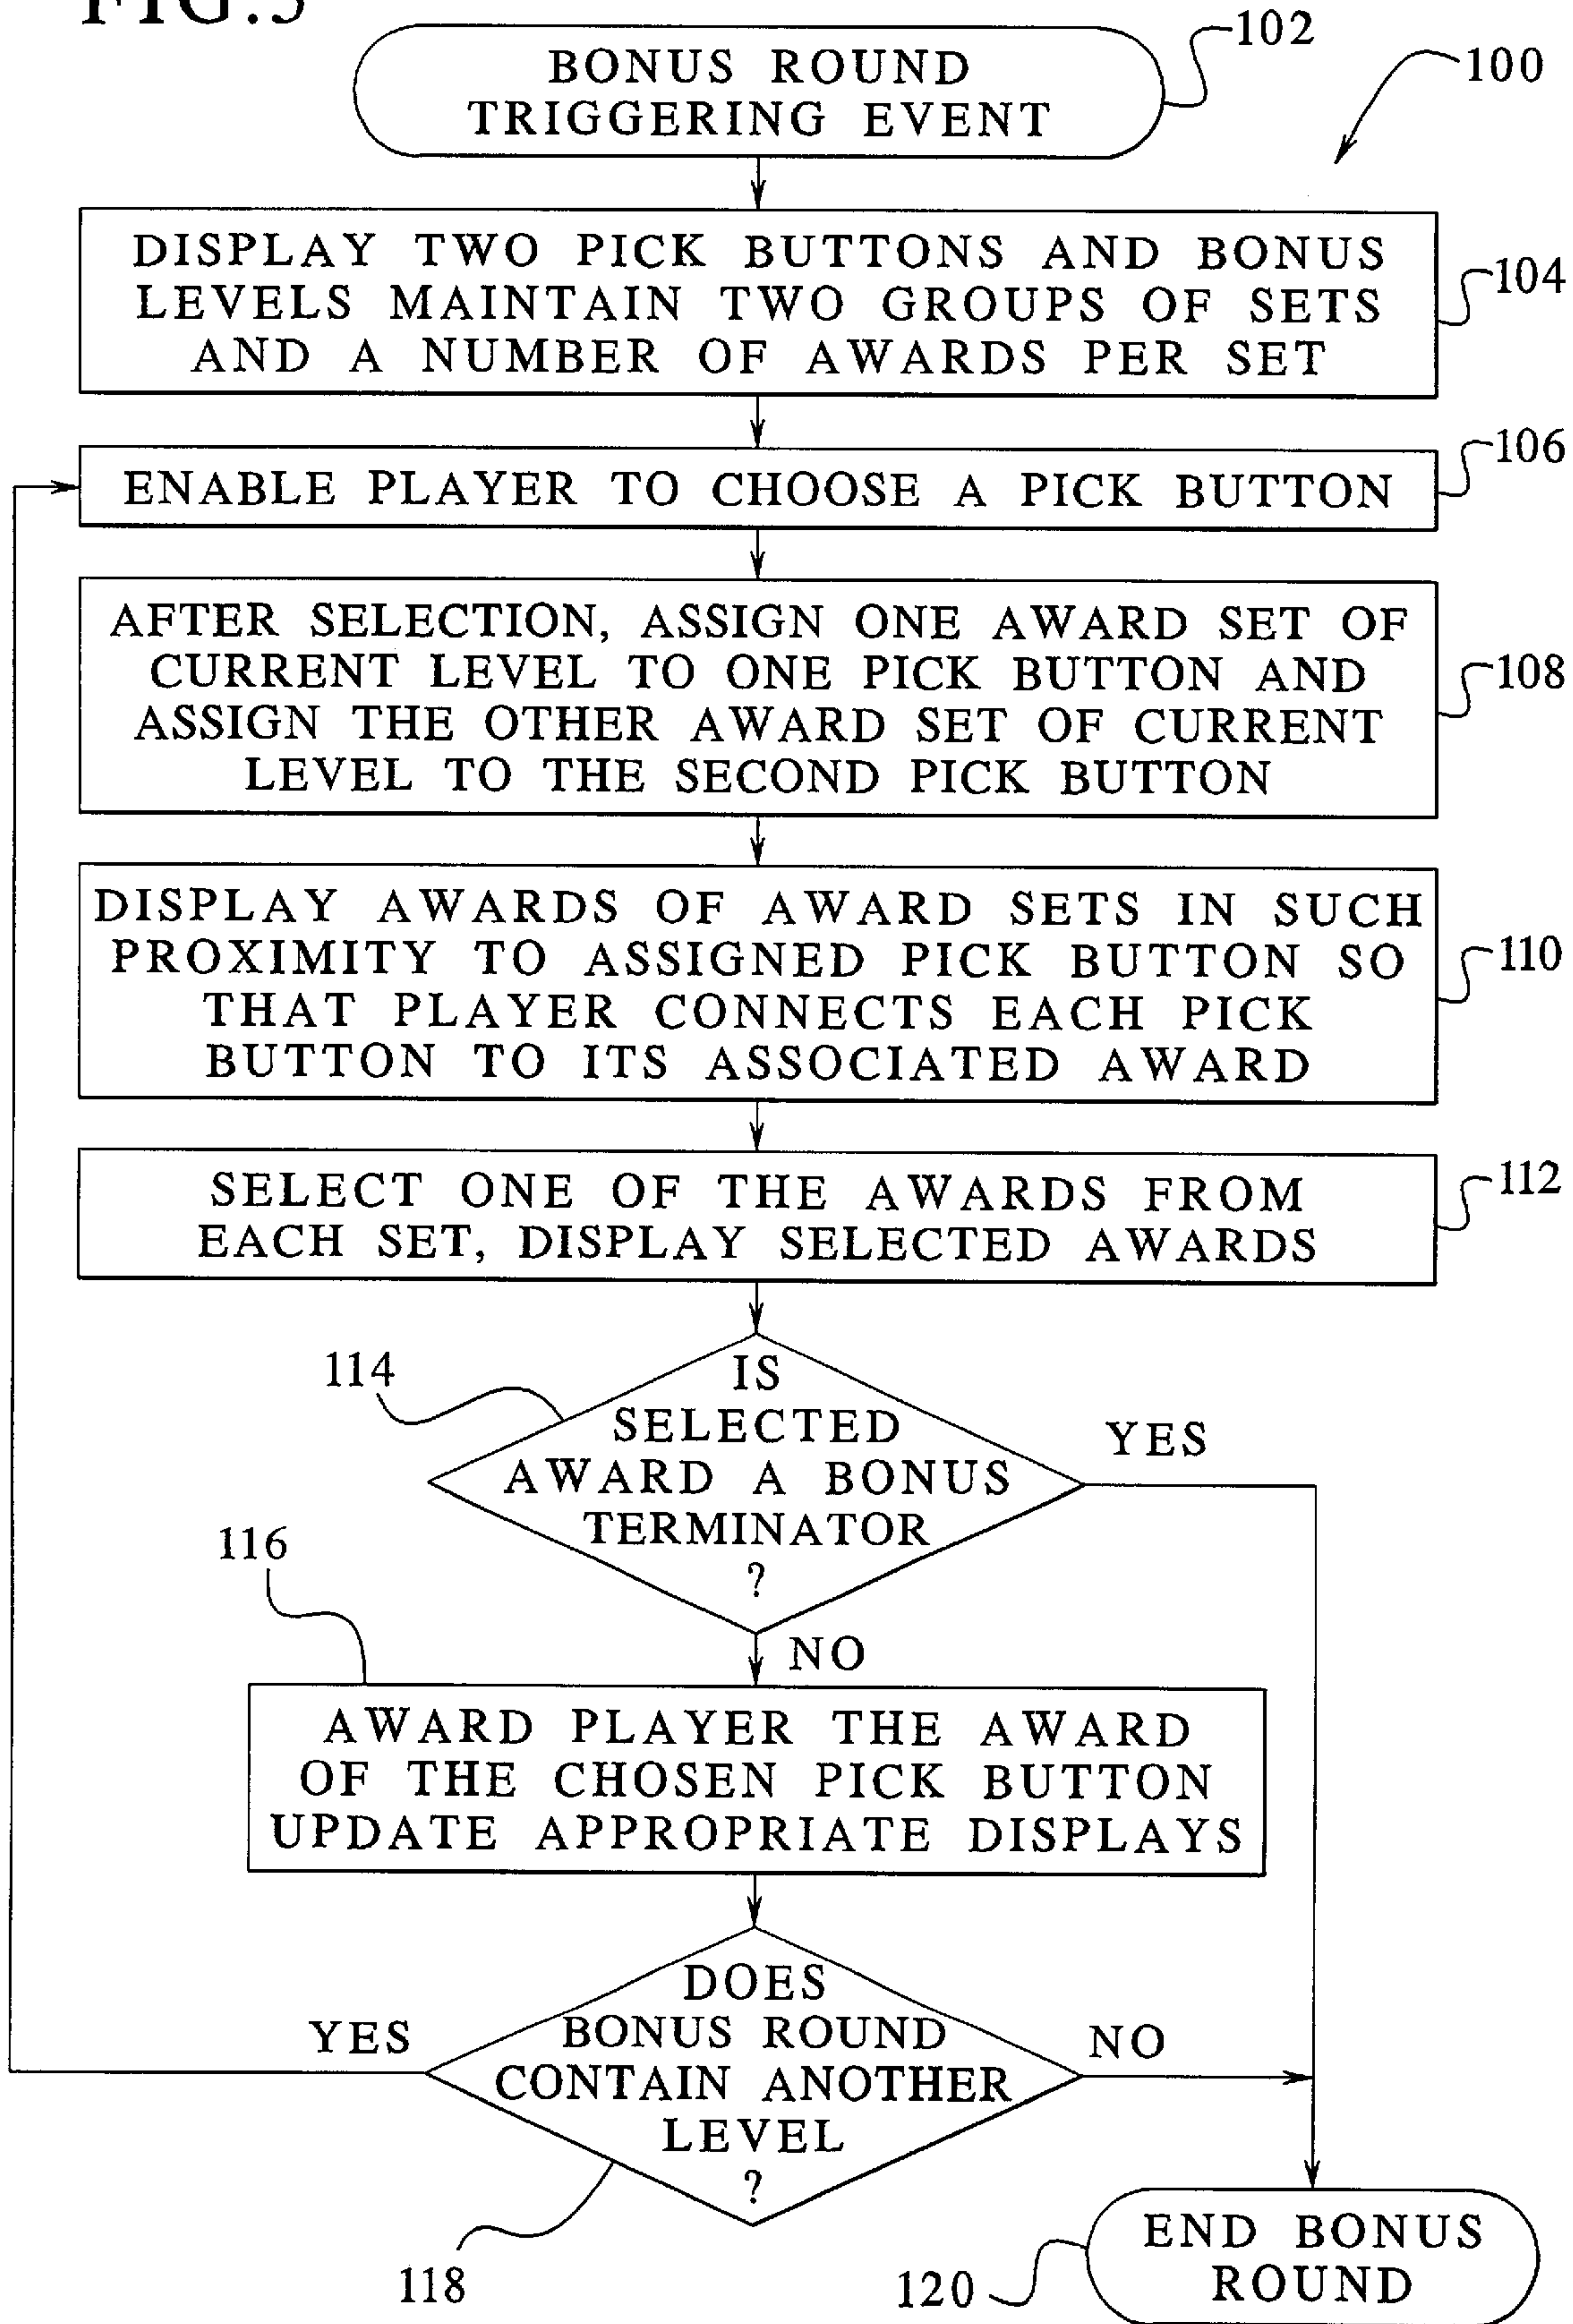 FIG.3
BONUS ROUND
TRIGGERING EVENT
102
100
DISPLAY TWO PICK BUTTONS AND BONUS
LEVELS MAINTAIN TWO GROUPS OF SETS
AND A NUMBER OF AWARDS PER SET
104
ENABLE PLAYER TO CHOOSE A PICK BUTTON
106
AFTER SELECTION, ASSIGN ONE AWARD SET OF
CURRENT LEVEL TO ONE PICK BUTTON AND
ASSIGN THE OTHER AWARD SET OF CURRENT
LEVEL TO THE SECOND PICK BUTTON
108
DISPLAY AWARDS OF AWARD SETS IN SUCH
PROXIMITY TO ASSIGNED PICK BUTTON SO
THAT PLAYER CONNECTS EACH PICK
BUTTON TO ITS ASSOCIATED AWARD
110
SELECT ONE OF THE AWARDS FROM
EACH SET, DISPLAY SELECTED AWARDS
112
114
IS
SELECTED
AWARD A BONUS
TERMINATOR
?
YES
NO
116
AWARD PLAYER THE AWARD
OF THE CHOSEN PICK BUTTON
UPDATE APPROPRIATE DISPLAYS
DOES
BONUS ROUND
CONTAIN ANOTHER
LEVEL
?
YES
NO
118
END BONUS
ROUND
120